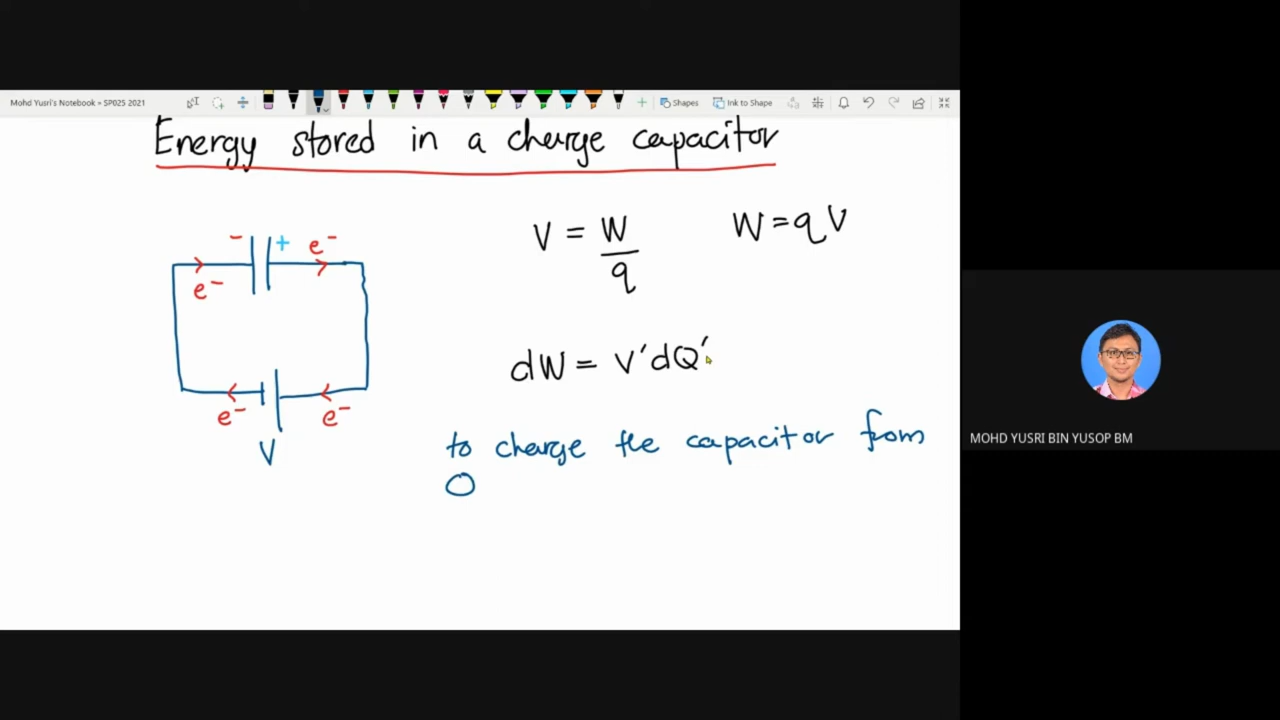 Mohd Yusri's Notebook » SP025 2021
Shapes
Ink to Shape
Energy stored in a charge capacitor
- + e⁻
e⁻
e⁻ e⁻
V
V = W/q W = qV
dW = V'dQ'
to charge the capacitor from
0
MOHD YUSRI BIN YUSOP BM